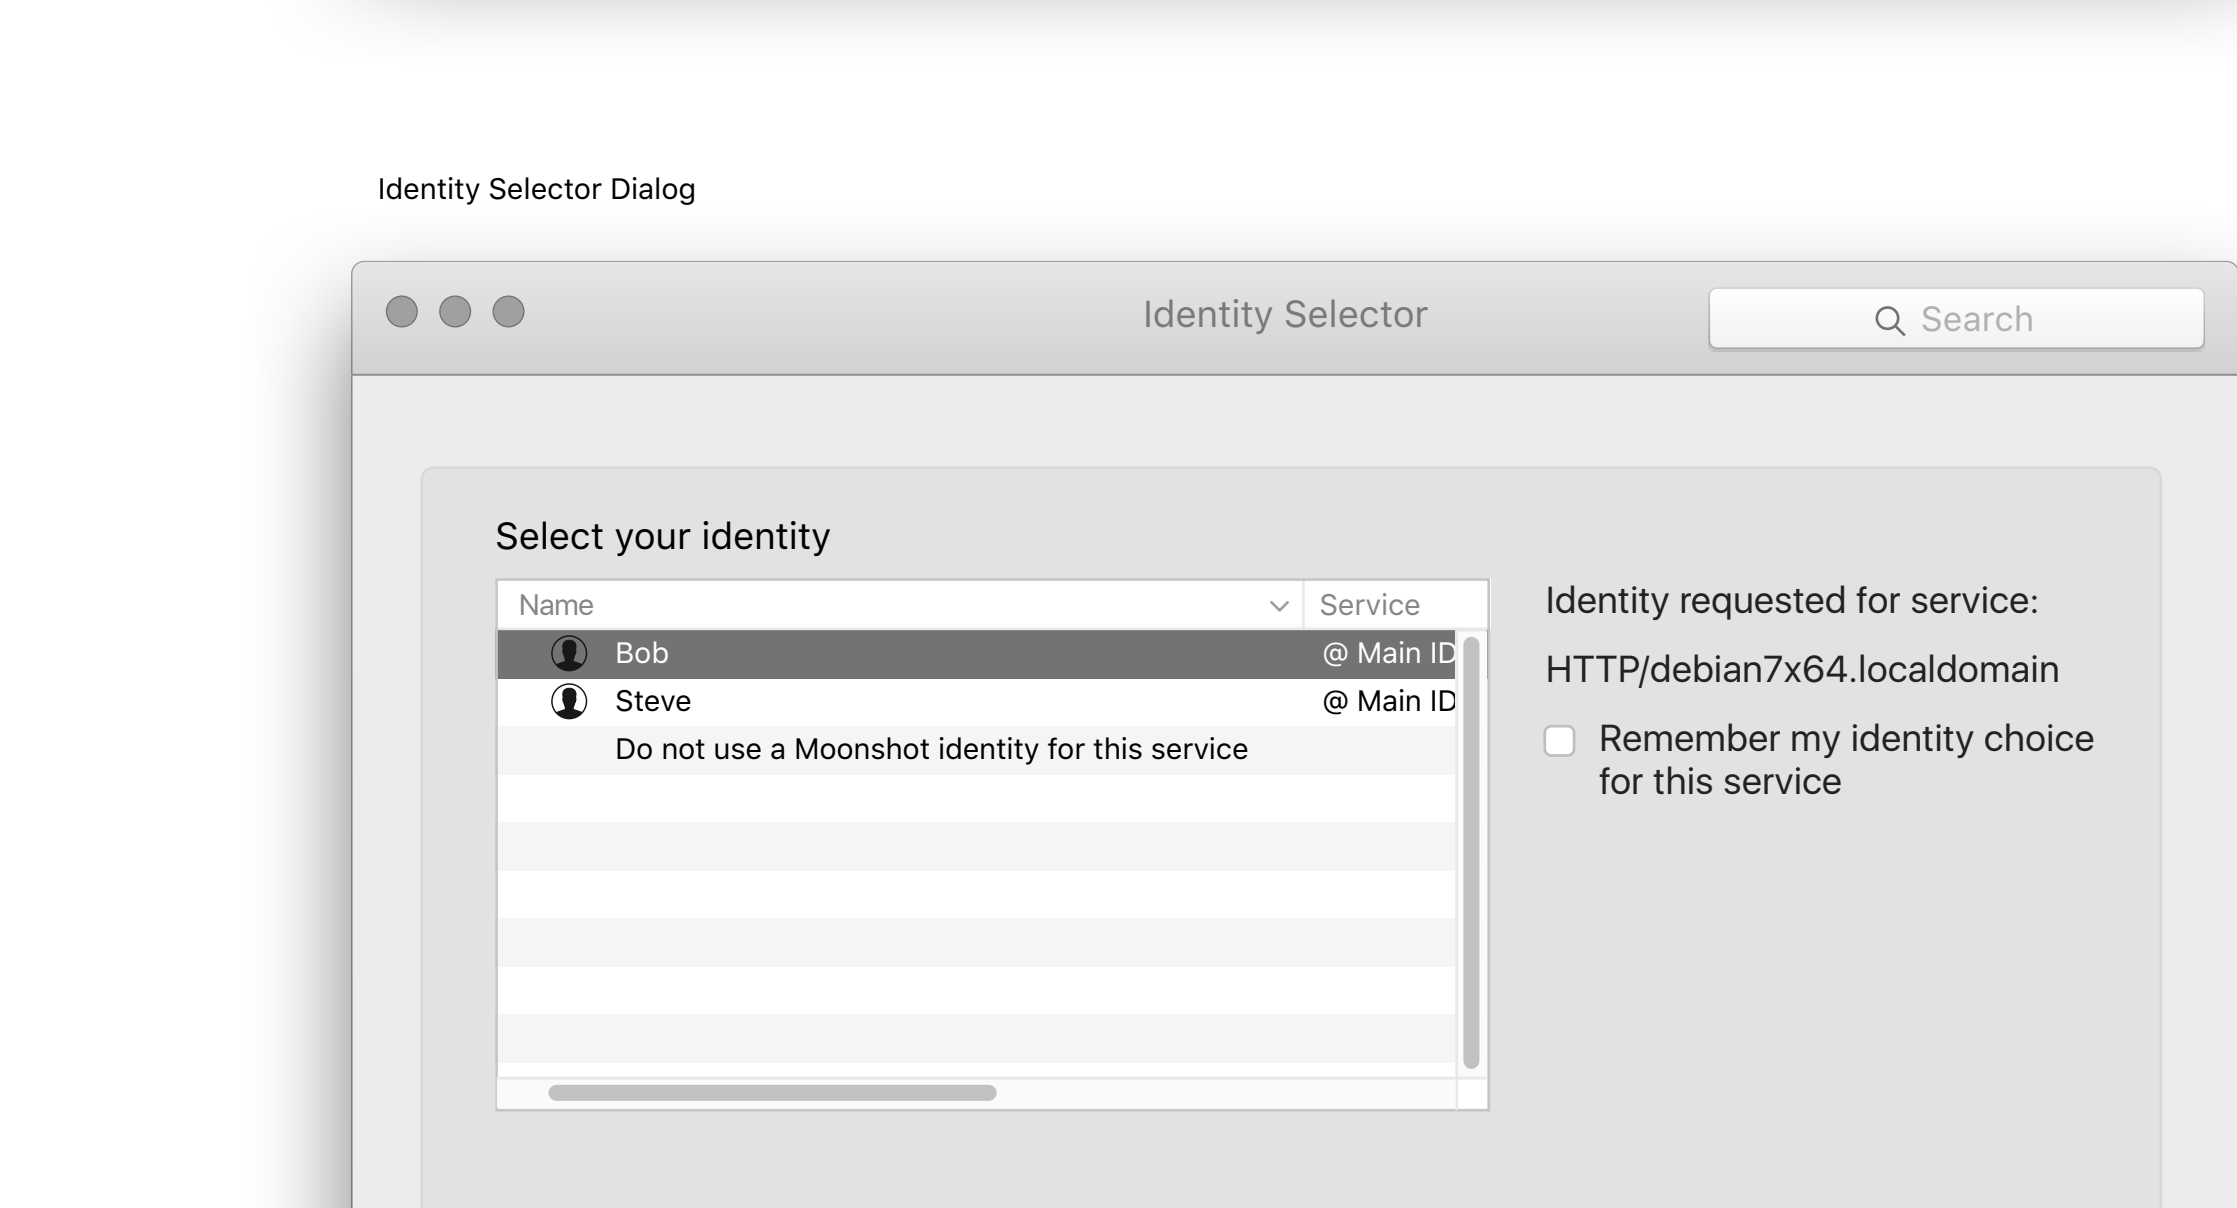 Identity Selector Dialog
Identity Selector
Search
Select your identity
Name
Service
Bob
@ Main ID
Steve
@ Main ID
Do not use a Moonshot identity for this service
Identity requested for service:
HTTP/debian7x64.localdomain
Remember my identity choice
for this service